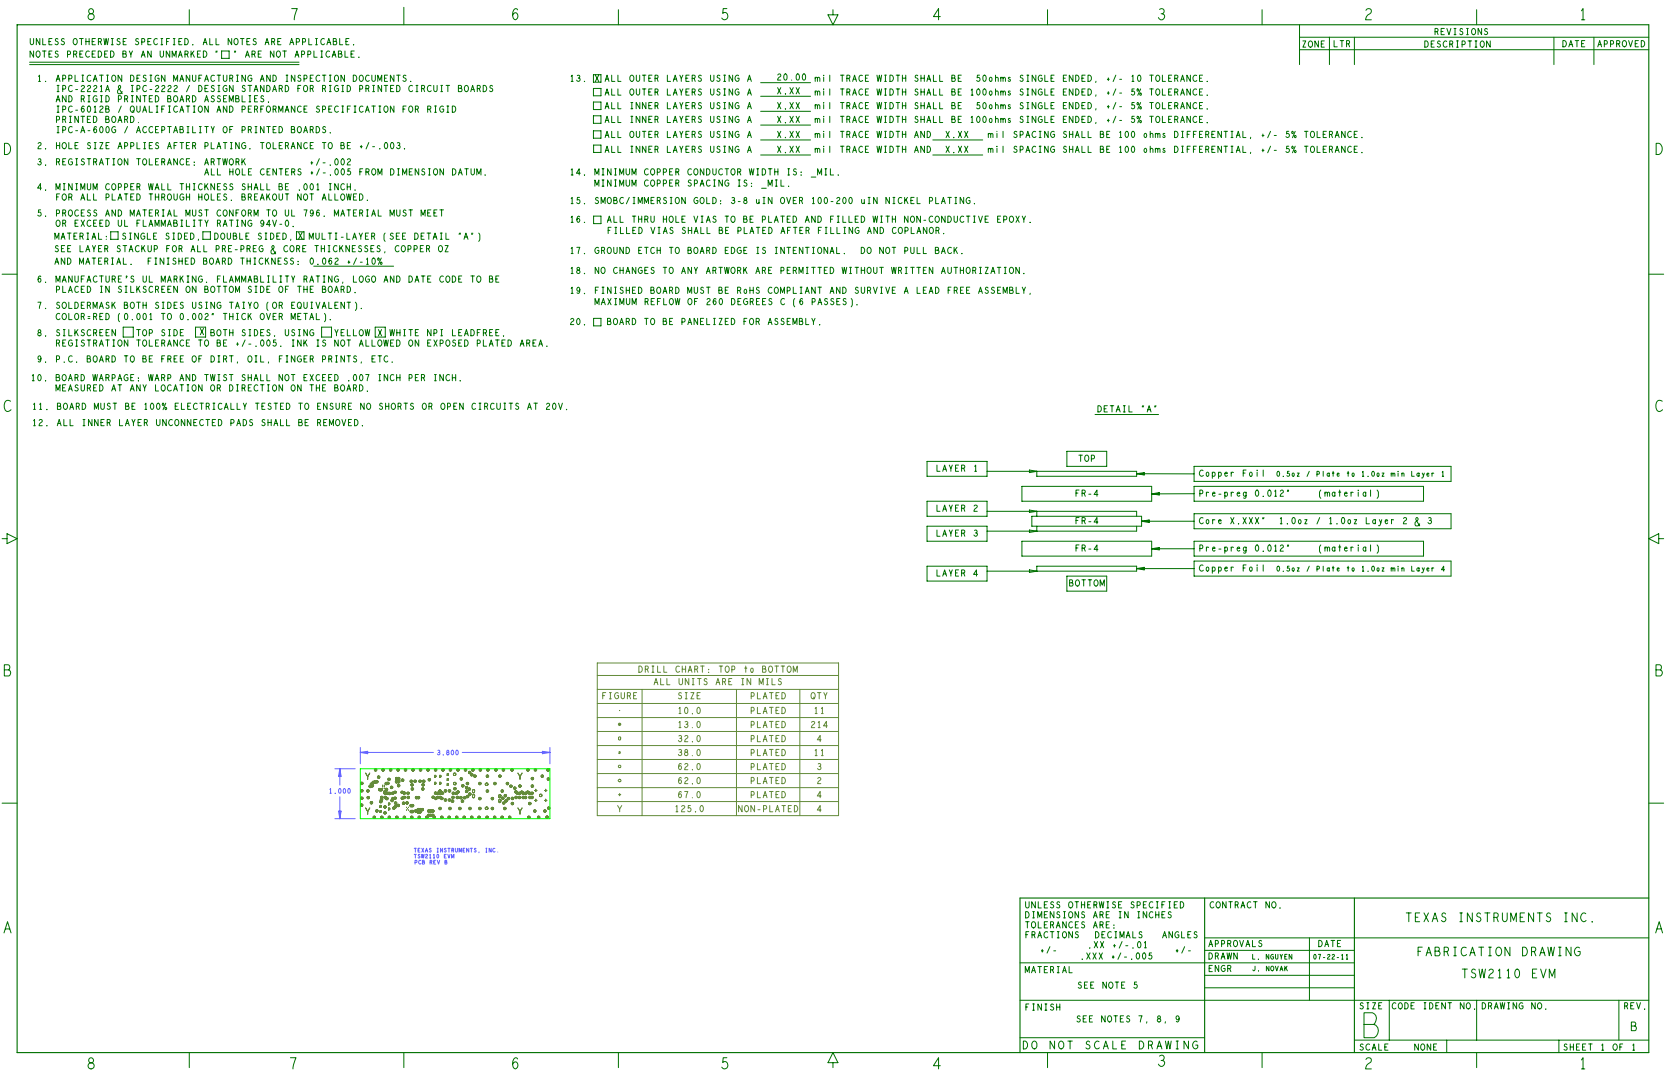 8 7 6 5 4 3 2 1
UNLESS OTHERWISE SPECIFIED, ALL NOTES ARE APPLICABLE.
NOTES PRECEDED BY AN UNMARKED "☐" ARE NOT APPLICABLE.
1. APPLICATION DESIGN MANUFACTURING AND INSPECTION DOCUMENTS.
IPC-2221A & IPC-2222 / DESIGN STANDARD FOR RIGID PRINTED CIRCUIT BOARDS
AND RIGID PRINTED BOARD ASSEMBLIES.
IPC-6012B / QUALIFICATION AND PERFORMANCE SPECIFICATION FOR RIGID
PRINTED BOARD.
IPC-A-600G / ACCEPTABILITY OF PRINTED BOARDS.
2. HOLE SIZE APPLIES AFTER PLATING. TOLERANCE TO BE +/-.003.
3. REGISTRATION TOLERANCE: ARTWORK +/-.002
ALL HOLE CENTERS +/-.005 FROM DIMENSION DATUM.
4. MINIMUM COPPER WALL THICKNESS SHALL BE .001 INCH.
FOR ALL PLATED THROUGH HOLES. BREAKOUT NOT ALLOWED.
5. PROCESS AND MATERIAL MUST CONFORM TO UL 796. MATERIAL MUST MEET
OR EXCEED UL FLAMMABILITY RATING 94V-0.
MATERIAL: ☐ SINGLE SIDED, ☐ DOUBLE SIDED, ☒ MULTI-LAYER (SEE DETAIL "A")
SEE LAYER STACKUP FOR ALL PRE-PREG & CORE THICKNESSES, COPPER OZ
AND MATERIAL. FINISHED BOARD THICKNESS: 0.062 +/-10%
6. MANUFACTURE'S UL MARKING, FLAMMABLILITY RATING, LOGO AND DATE CODE TO BE
PLACED IN SILKSCREEN ON BOTTOM SIDE OF THE BOARD.
7. SOLDERMASK BOTH SIDES USING TAIYO (OR EQUIVALENT).
COLOR=RED (0.001 TO 0.002" THICK OVER METAL).
8. SILKSCREEN ☐ TOP SIDE ☒ BOTH SIDES, USING ☐ YELLOW ☒ WHITE NPI LEADFREE,
REGISTRATION TOLERANCE TO BE +/-.005. INK IS NOT ALLOWED ON EXPOSED PLATED AREA.
9. P.C. BOARD TO BE FREE OF DIRT, OIL, FINGER PRINTS, ETC.
10. BOARD WARPAGE: WARP AND TWIST SHALL NOT EXCEED .007 INCH PER INCH.
MEASURED AT ANY LOCATION OR DIRECTION ON THE BOARD.
11. BOARD MUST BE 100% ELECTRICALLY TESTED TO ENSURE NO SHORTS OR OPEN CIRCUITS AT 20V.
12. ALL INNER LAYER UNCONNECTED PADS SHALL BE REMOVED.
13. ☒ ALL OUTER LAYERS USING A 20.00 mil TRACE WIDTH SHALL BE 50ohms SINGLE ENDED, +/- 10 TOLERANCE.
☐ ALL OUTER LAYERS USING A X.XX mil TRACE WIDTH SHALL BE 100ohms SINGLE ENDED, +/- 5% TOLERANCE.
☐ ALL INNER LAYERS USING A X.XX mil TRACE WIDTH SHALL BE 50ohms SINGLE ENDED, +/- 5% TOLERANCE.
☐ ALL INNER LAYERS USING A X.XX mil TRACE WIDTH SHALL BE 100ohms SINGLE ENDED, +/- 5% TOLERANCE.
☐ ALL OUTER LAYERS USING A X.XX mil TRACE WIDTH AND X.XX mil SPACING SHALL BE 100 ohms DIFFERENTIAL, +/- 5% TOLERANCE.
☐ ALL INNER LAYERS USING A X.XX mil TRACE WIDTH AND X.XX mil SPACING SHALL BE 100 ohms DIFFERENTIAL, +/- 5% TOLERANCE.
14. MINIMUM COPPER CONDUCTOR WIDTH IS: _MIL.
MINIMUM COPPER SPACING IS: _MIL.
15. SMOBC/IMMERSION GOLD: 3-8 uIN OVER 100-200 uIN NICKEL PLATING.
16. ☐ ALL THRU HOLE VIAS TO BE PLATED AND FILLED WITH NON-CONDUCTIVE EPOXY.
FILLED VIAS SHALL BE PLATED AFTER FILLING AND COPLANOR.
17. GROUND ETCH TO BOARD EDGE IS INTENTIONAL. DO NOT PULL BACK.
18. NO CHANGES TO ANY ARTWORK ARE PERMITTED WITHOUT WRITTEN AUTHORIZATION.
19. FINISHED BOARD MUST BE RoHS COMPLIANT AND SURVIVE A LEAD FREE ASSEMBLY,
MAXIMUM REFLOW OF 260 DEGREES C (6 PASSES).
20. ☐ BOARD TO BE PANELIZED FOR ASSEMBLY.
REVISIONS
ZONE LTR DESCRIPTION DATE APPROVED
D D
C C
B B
A A
DETAIL "A"
TOP
LAYER 1 Copper Foil 0.5oz / Plate to 1.0oz min Layer 1
FR-4 Pre-preg 0.012" (material)
LAYER 2
FR-4 Core X.XXX" 1.0oz / 1.0oz Layer 2 & 3
LAYER 3
FR-4 Pre-preg 0.012" (material)
LAYER 4 Copper Foil 0.5oz / Plate to 1.0oz min Layer 4
BOTTOM
DRILL CHART: TOP to BOTTOM
ALL UNITS ARE IN MILS
FIGURE SIZE PLATED QTY
10.0 PLATED 11
13.0 PLATED 214
32.0 PLATED 4
38.0 PLATED 11
62.0 PLATED 3
62.0 PLATED 2
+ 67.0 PLATED 4
Y 125.0 NON-PLATED 4
3.800
1.000
Y Y
Y Y
TEXAS INSTRUMENTS, INC.
TSW2110 EVM
PCB REV B
UNLESS OTHERWISE SPECIFIED
DIMENSIONS ARE IN INCHES
TOLERANCES ARE:
FRACTIONS DECIMALS ANGLES
+/- .XX +/-.01 +/-
.XXX +/-.005
MATERIAL
SEE NOTE 5
FINISH
SEE NOTES 7, 8, 9
DO NOT SCALE DRAWING
CONTRACT NO.
APPROVALS DATE
DRAWN L. NGUYEN 07-22-11
ENGR J. NOVAK
TEXAS INSTRUMENTS INC.
FABRICATION DRAWING
TSW2110 EVM
SIZE CODE IDENT NO. DRAWING NO. REV.
B B
SCALE NONE SHEET 1 OF 1
8 7 6 5 4 3 2 1